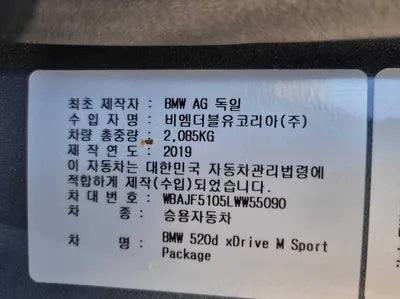 최초 제작자 : BMW AG 독일
수 입 자 명 : 비엠더블유코리아(주)
차량 총중량 : 2,085KG
제 작 연 도 : 2019
이 자동차는 대한민국 자동차관리법령에
적합하게 제작(수입)되었습니다.
차 대 번 호 : WBAJF5105LWW55090
차 종 : 승용자동차
차 명 : BMW 520d xDrive M Sport
Package